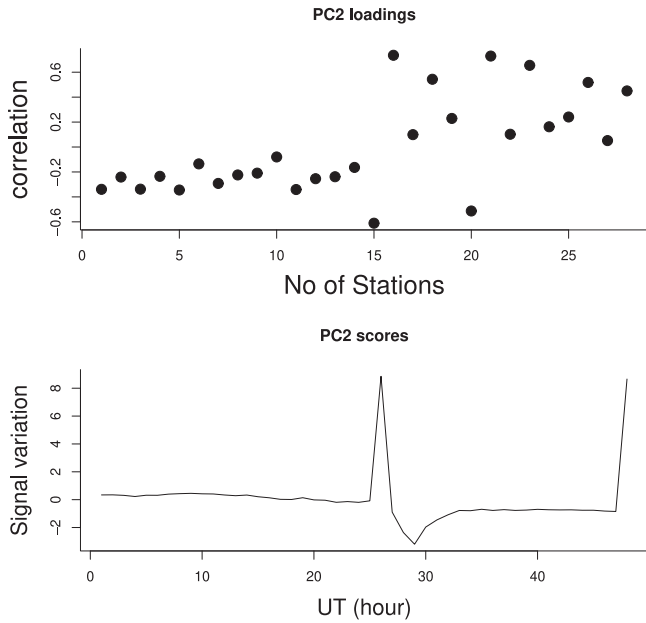 PC2 loadings
correlation
0.6
0.2
−0.2
−0.6
0 5 10 15 20 25
No of Stations
PC2 scores
Signal variation
8
6
4
2
0
−2
0 10 20 30 40
UT (hour)